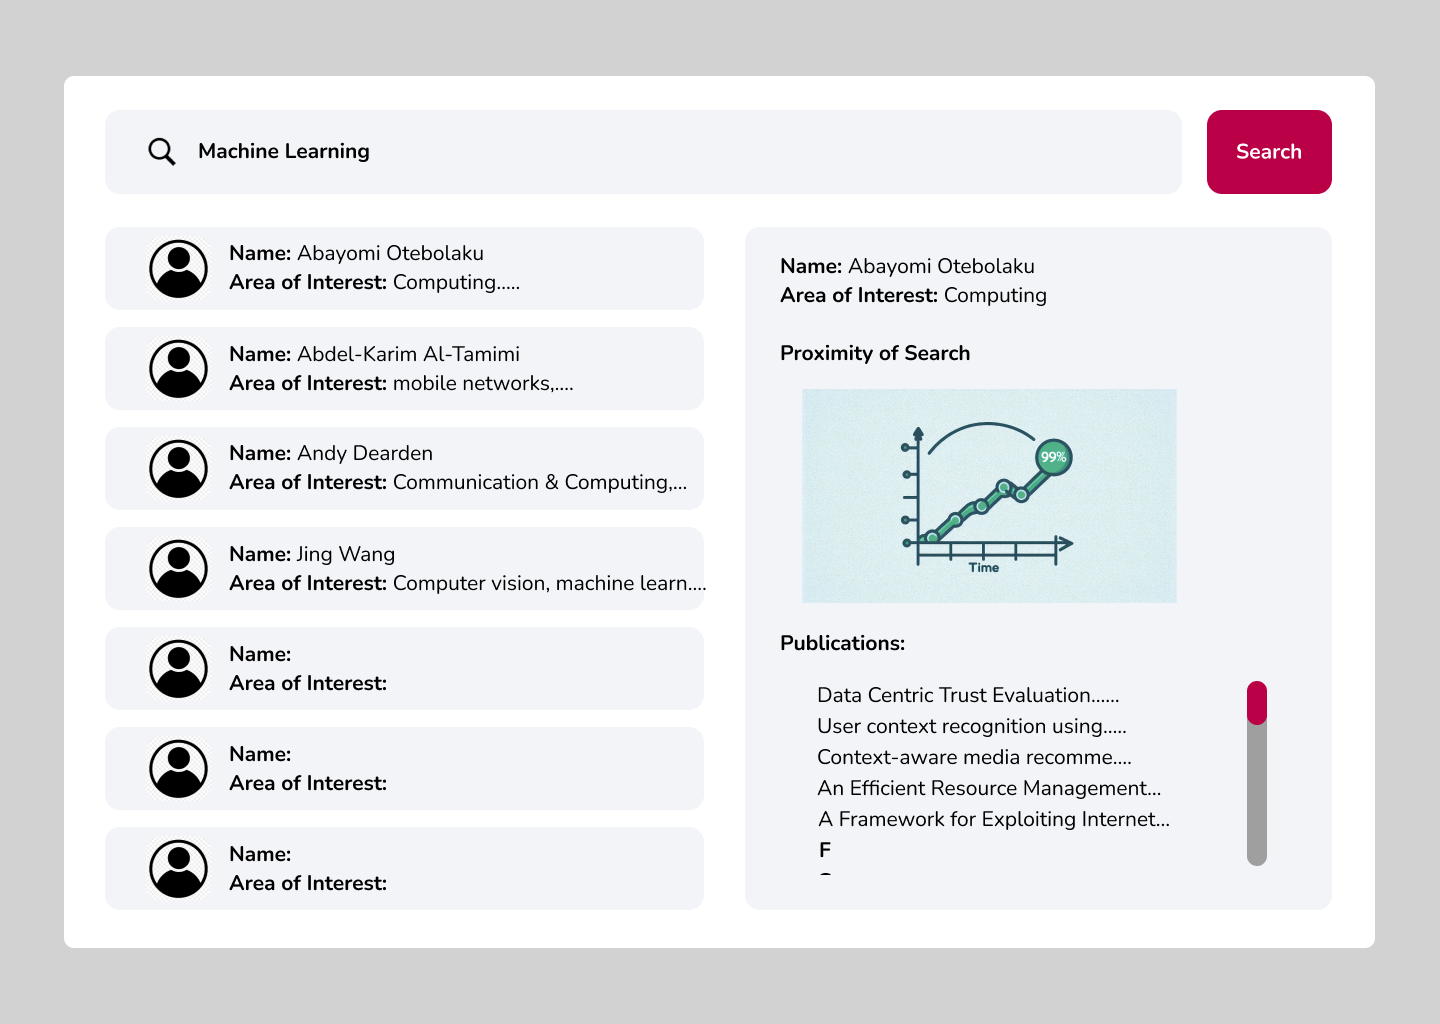 Machine Learning
Search
Name: Abayomi Otebolaku
Area of Interest: Computing.....
Name: Abdel-Karim Al-Tamimi
Area of Interest: mobile networks,....
Name: Andy Dearden
Area of Interest: Communication & Computing,...
Name: Jing Wang
Area of Interest: Computer vision, machine learn....
Name:
Area of Interest:
Name:
Area of Interest:
Name:
Area of Interest:
Name: Abayomi Otebolaku
Area of Interest: Computing
Proximity of Search
99%
Time
Publications:
Data Centric Trust Evaluation......
User context recognition using.....
Context-aware media recomme....
An Efficient Resource Management...
A Framework for Exploiting Internet...
F